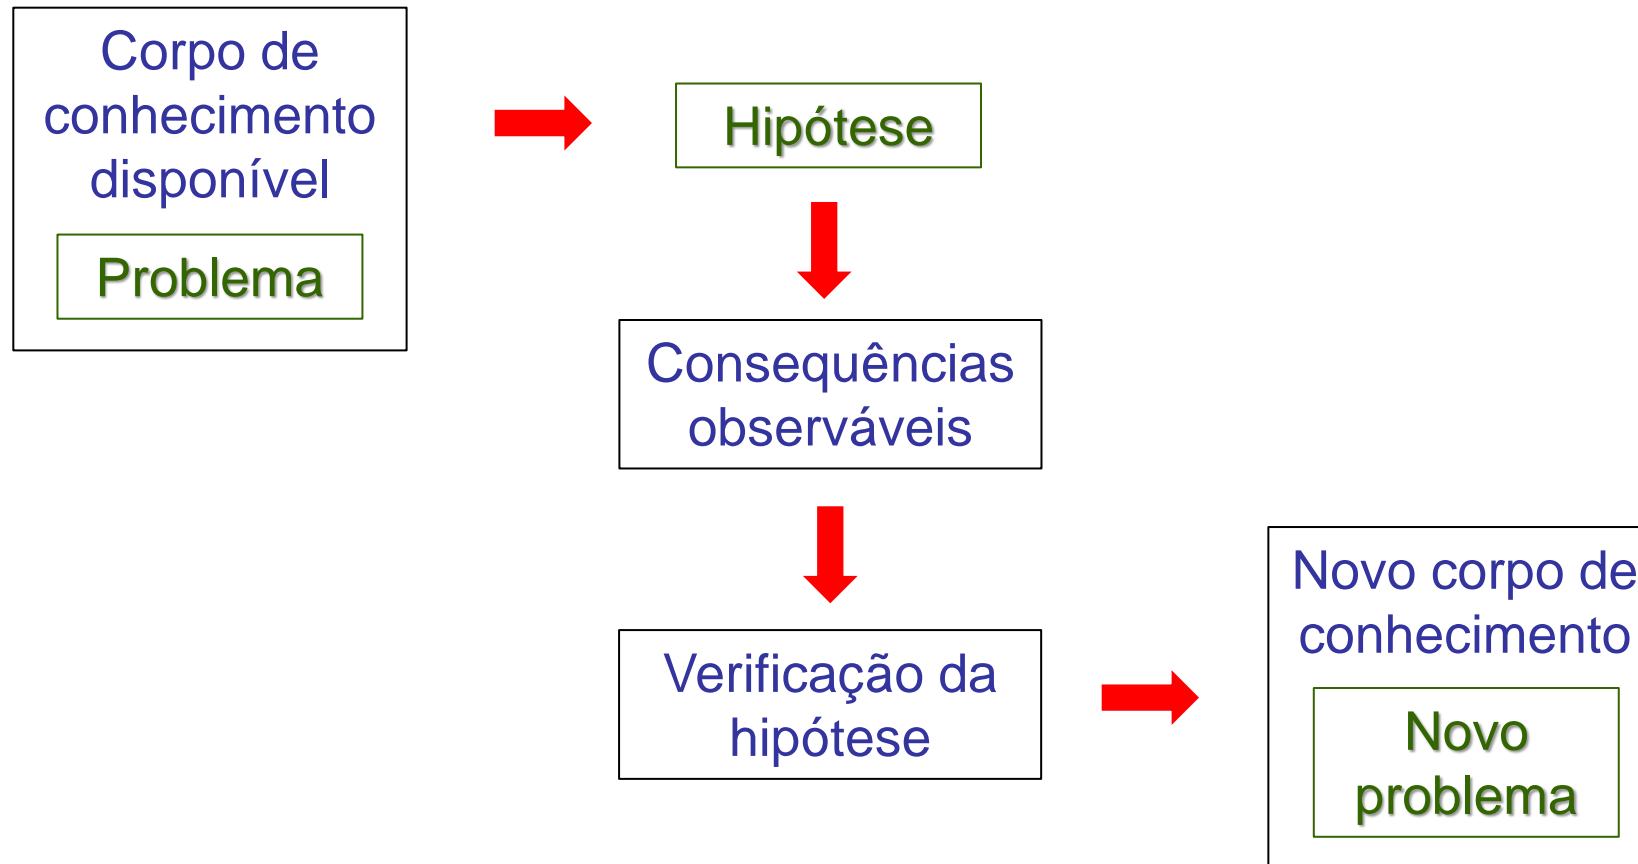 Corpo de
conhecimento
disponível
Problema
Hipótese
Consequências
observáveis
Verificação da
hipótese
Novo corpo de
conhecimento
Novo
problema